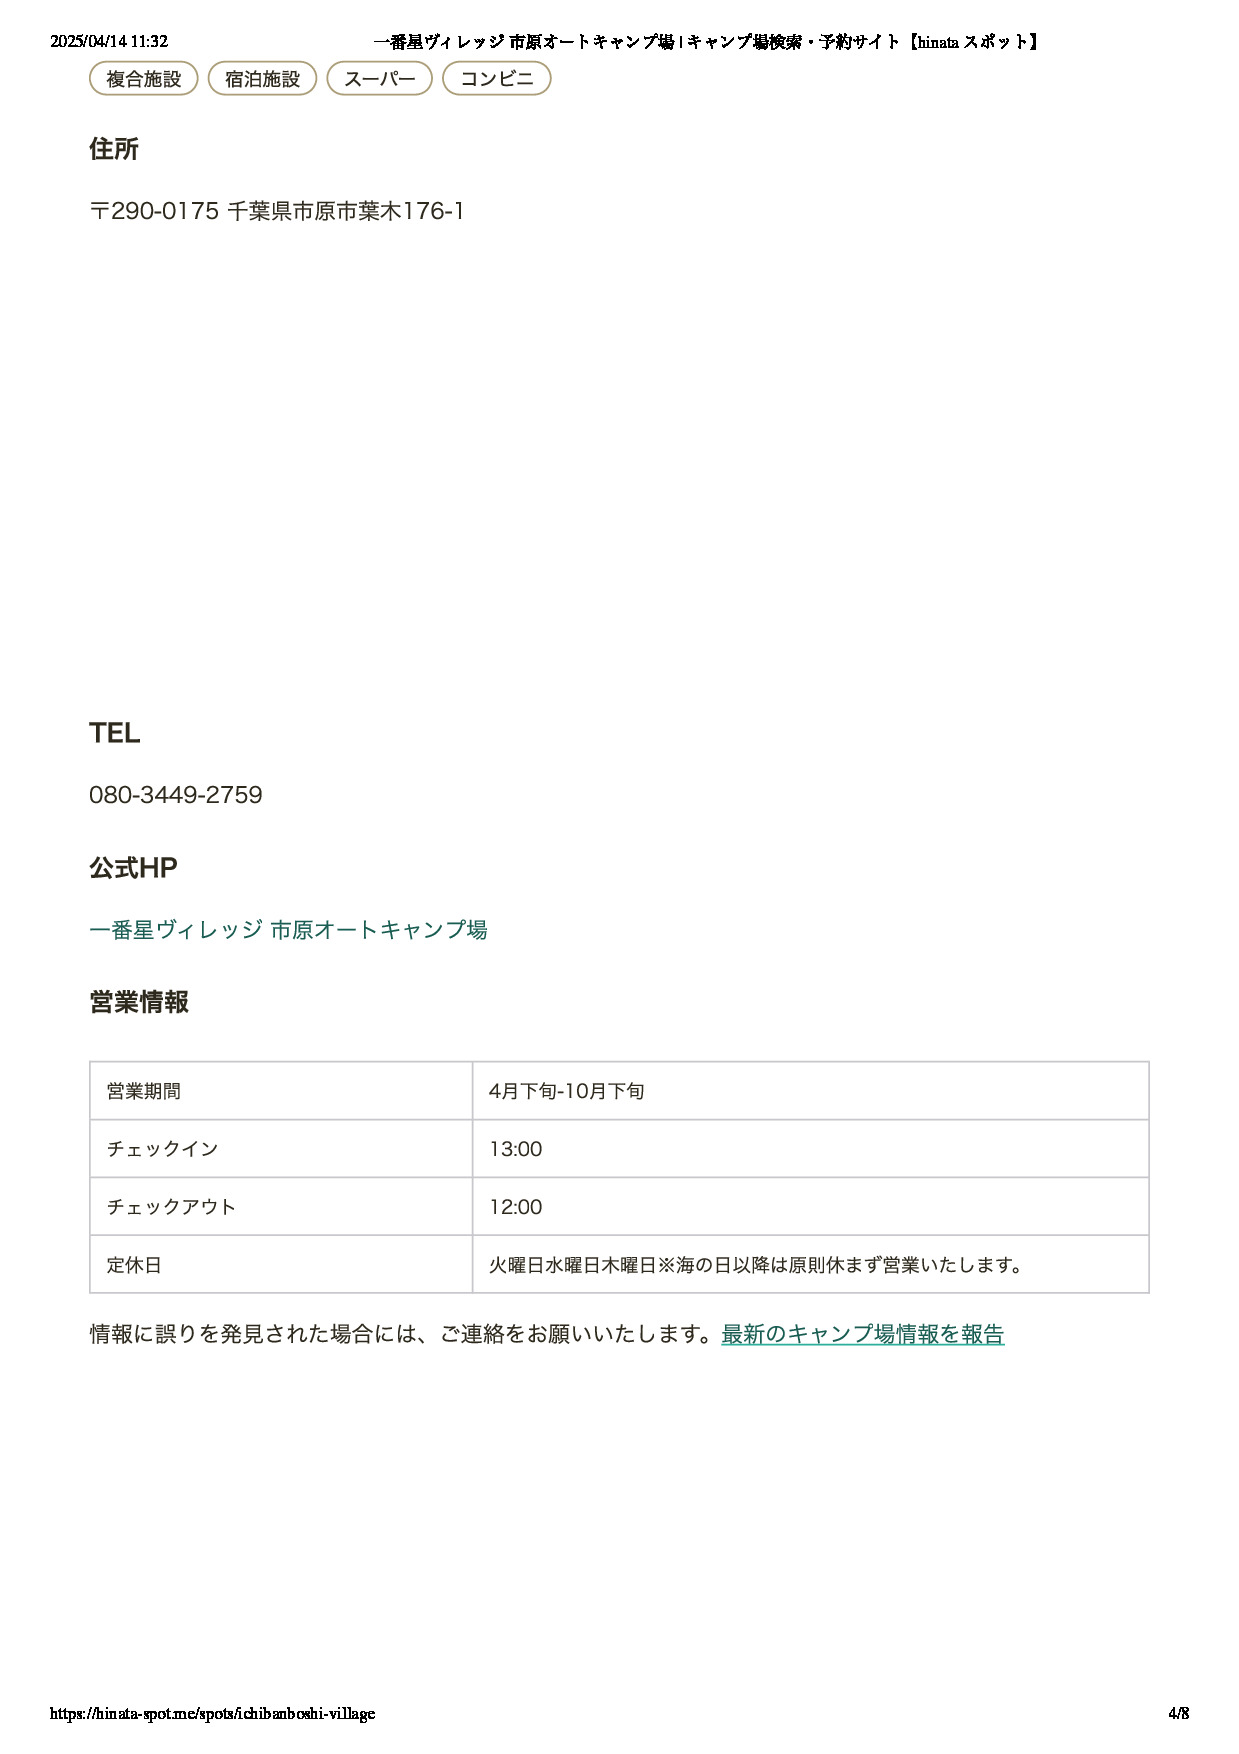 2025/04/14 11:32 一番星ヴィレッジ 市原オートキャンプ場 | キャンプ場検索・予約サイト【hinata スポット】
複合施設 宿泊施設 スーパー コンビニ
住所
〒290-0175 千葉県市原市葉木176-1
TEL
080-3449-2759
公式HP
一番星ヴィレッジ 市原オートキャンプ場
営業情報
営業期間 4月下旬-10月下旬
チェックイン 13:00
チェックアウト 12:00
定休日 火曜日水曜日木曜日※海の日以降は原則休まず営業いたします。
情報に誤りを発見された場合には、ご連絡をお願いいたします。最新のキャンプ場情報を報告
https://hinata-spot.me/spots/ichibanboshi-village 4/8